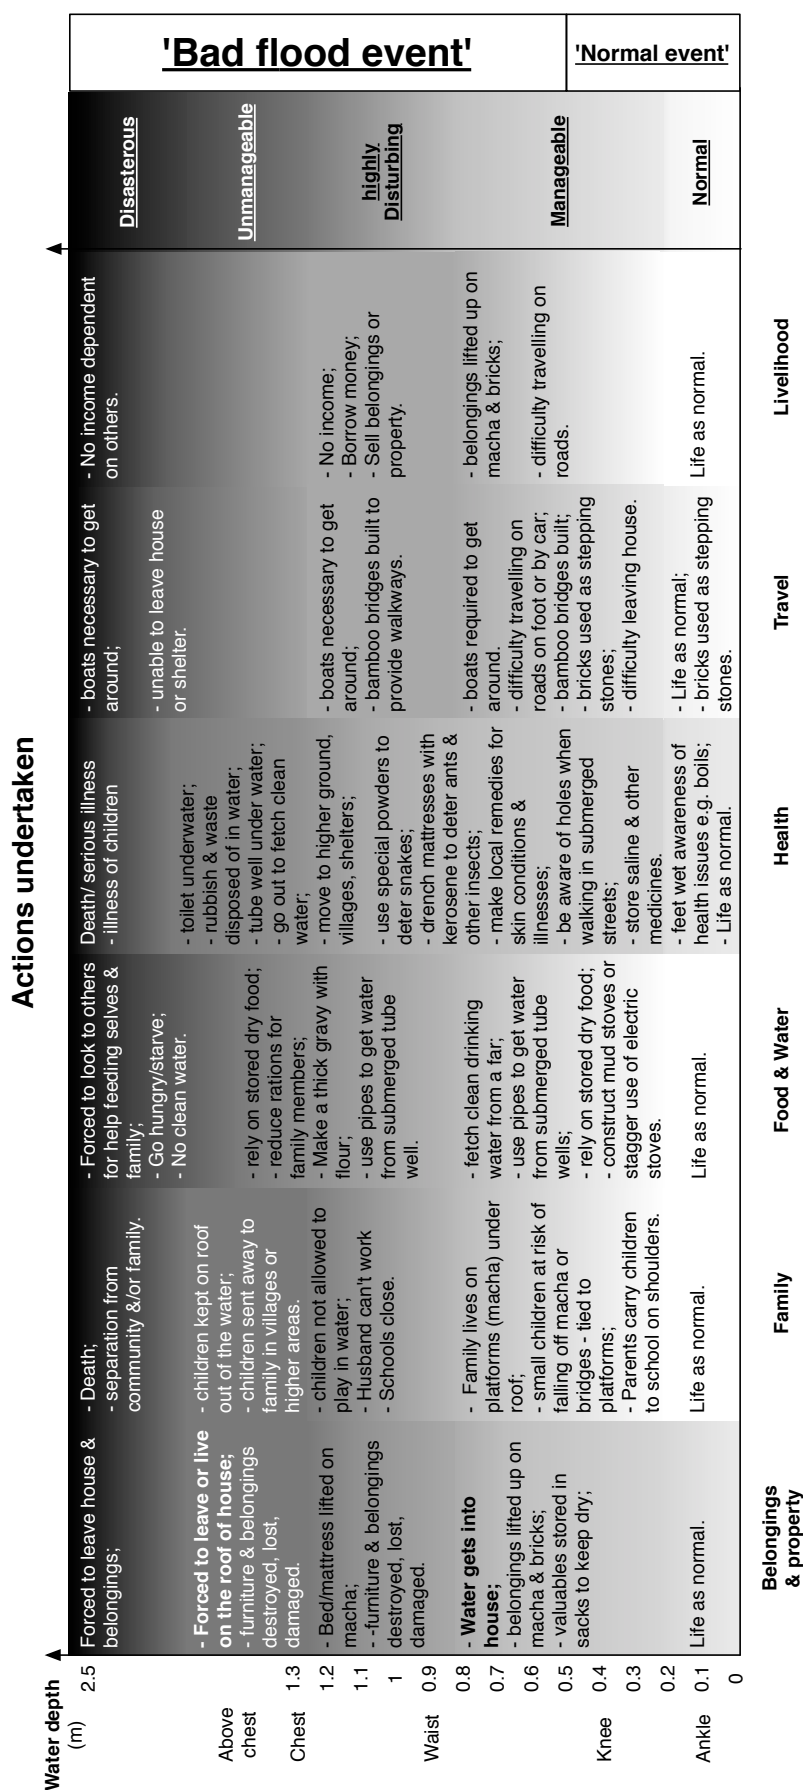 Actions undertaken
Water depth
(m)
2.5
Above
chest
Chest
1.3
1.2
1.1
1
Waist
0.9
0.8
0.7
0.6
0.5
Knee
0.4
0.3
0.2
Ankle
0.1
0
Forced to leave house &
belongings;
- Forced to leave or live
on the roof of house;
- furniture & belongings
destroyed, lost,
damaged.
- Bed/mattress lifted on
macha;
- -furniture & belongings
destroyed, lost,
damaged.
- Water gets into
house;
- belongings lifted up on
macha & bricks;
- valuables stored in
sacks to keep dry;
Life as normal.
Belongings
& property
- Death;
- separation from
community &/or family.
- children kept on roof
out of the water;
- children sent away to
family in villages or
higher areas.
- children not allowed to
play in water;
- Husband can't work
- Schools close.
- Family lives on
platforms (macha) under
roof;
- small children at risk of
falling off macha or
bridges - tied to
platforms;
- Parents carry children
to school on shoulders.
Life as normal.
Family
- Forced to look to others
for help feeding selves &
family;
- Go hungry/starve;
- No clean water.
- rely on stored dry food;
- reduce rations for
family members;
- Make a thick gravy with
flour;
- use pipes to get water
from submerged tube
well.
- fetch clean drinking
water from a far;
- use pipes to get water
from submerged tube
wells;
- rely on stored dry food;
- construct mud stoves or
stagger use of electric
stoves.
Life as normal.
Food & Water
Death/ serious illness
- illness of children
- toilet underwater;
- rubbish & waste
disposed of in water;
- tube well under water;
- go out to fetch clean
water;
- move to higher ground,
villages, shelters;
- use special powders to
deter snakes;
- drench mattresses with
kerosene to deter ants &
other insects;
- make local remedies for
skin conditions &
illnesses;
- be aware of holes when
walking in submerged
streets;
- store saline & other
medicines.
- feet wet awareness of
health issues e.g. boils;
- Life as normal.
Health
- boats necessary to get
around;
- unable to leave house
or shelter.
- boats necessary to get
around;
- bamboo bridges built to
provide walkways.
- boats required to get
around.
- difficulty travelling on
roads on foot or by car;
- bamboo bridges built;
- bricks used as stepping
stones;
- difficulty leaving house.
- Life as normal;
- bricks used as stepping
stones.
Travel
- No income dependent
on others.
- No income;
- Borrow money;
- Sell belongings or
property.
- belongings lifted up on
macha & bricks;
- difficulty travelling on
roads.
Life as normal.
Livelihood
Disasterous
Unmanageable
highly
Disturbing
Manageable
Normal
'Bad flood event'
'Normal event'